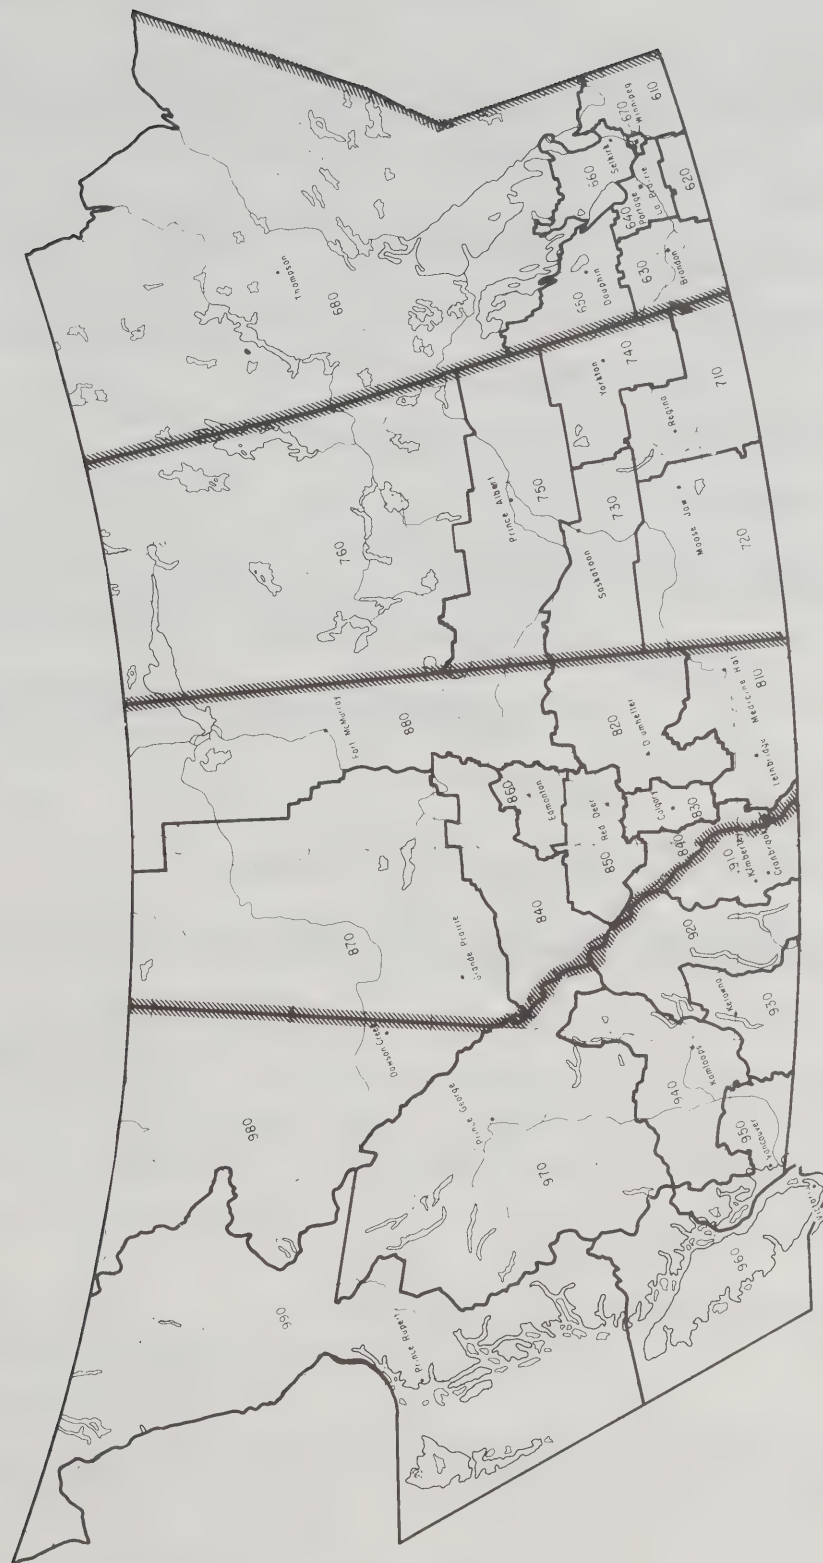 990
Prince Rupert
960
Victoria
980
Dawson Creek
Prince George
970
940
Kamloops
950
Vancouver
930
Kelowna
920
910
Kimberley
Cranbrook
870
Grande Prairie
840
850
Red Deer
860
Edmonton
840
830
Calgary
880
Fort McMurray
820
Drumheller
Lethbridge
Medicine Hat
810
760
Prince Albert
750
Saskatoon
730
Moose Jaw
720
Yorkton
740
Regina
710
Thompson
680
650
Dauphin
630
Brandon
660
Selkirk
640
Portage
La Prairie
620
670
Winnipeg
610